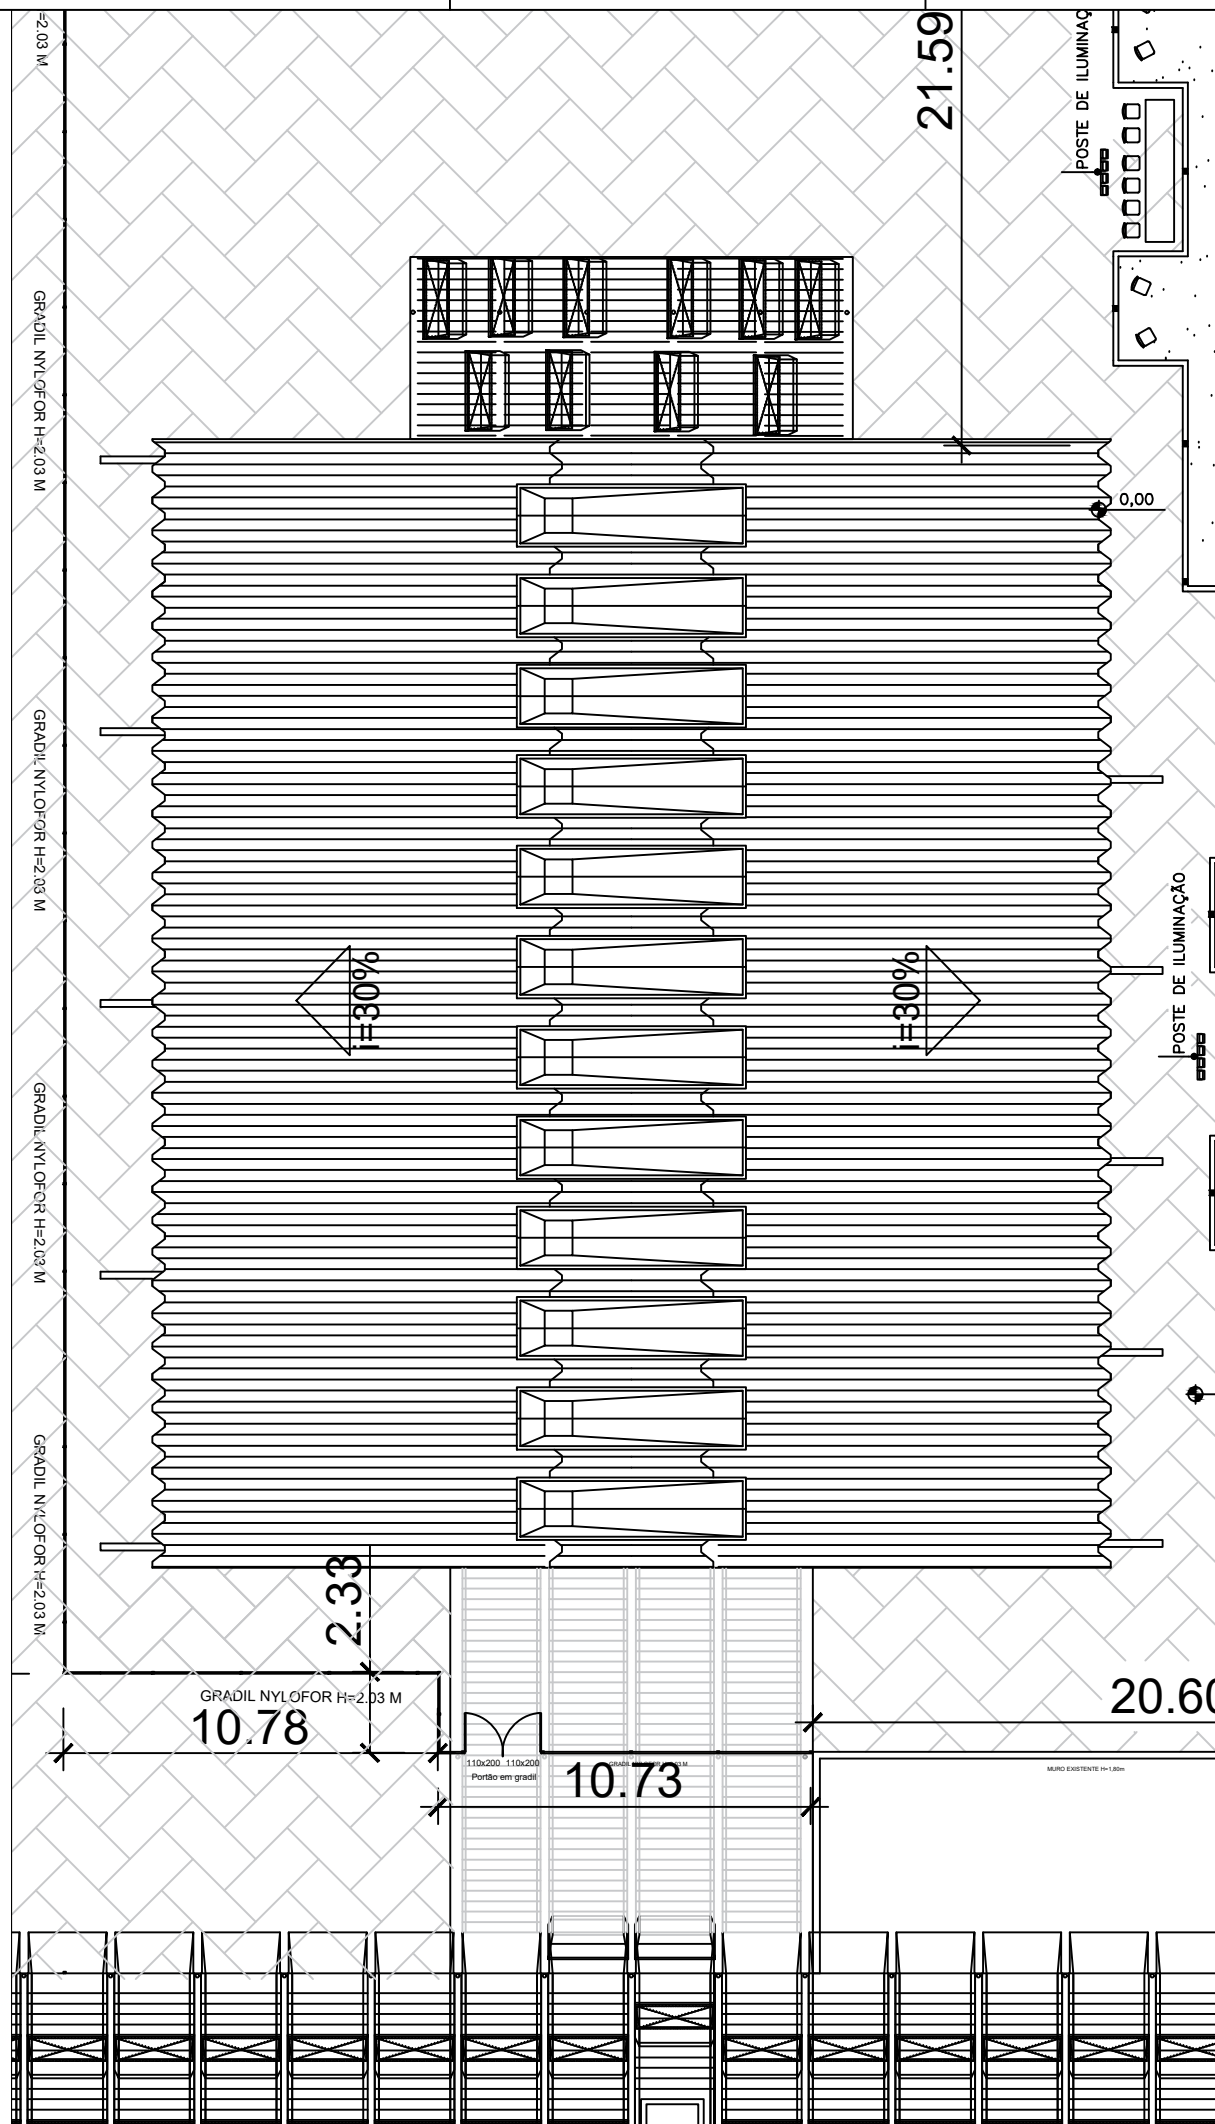 =2.03 M
21.59
POSTE DE ILUMINAÇ
GRADIL NYLOFOR H=2.03 M
0,00
GRADIL NYLOFOR H=2.03 M
i=30%
i=30%
POSTE DE ILUMINAÇÃO
GRADIL NYLOFOR H=2.03 M
GRADIL NYLOFOR H=2.03 M
2.33
GRADIL NYLOFOR H=2.03 M
10.78
20.60
110x200 110x200
Portão em gradil
10.73
MURO EXISTENTE H=1,80m